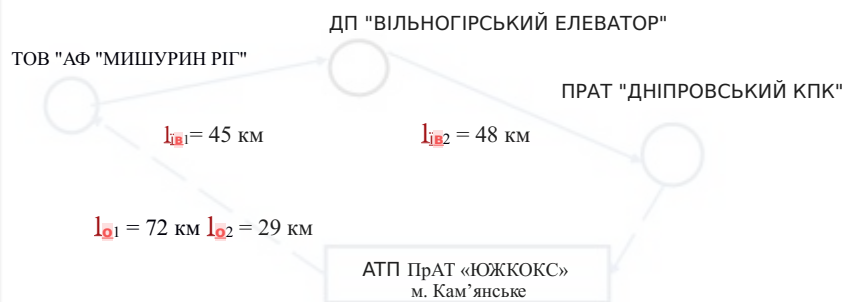 ДП "ВІЛЬНОГІРСЬКИЙ ЕЛЕВАТОР"
ТОВ "АФ "МИШУРИН РІГ"
ПРАТ "ДНІПРОВСЬКИЙ КПК"
lїв1= 45 км
lїв2 = 48 км
lо1 = 72 км lо2 = 29 км
АТП ПрАТ «ЮЖКОКС»
м. Кам’янське